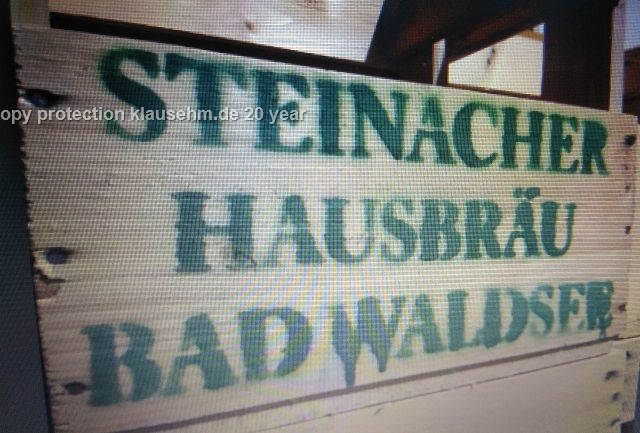 STEINACHER
opy protection klausehm.de 20 year
HAUSBRÄU
BAD WALDSEE